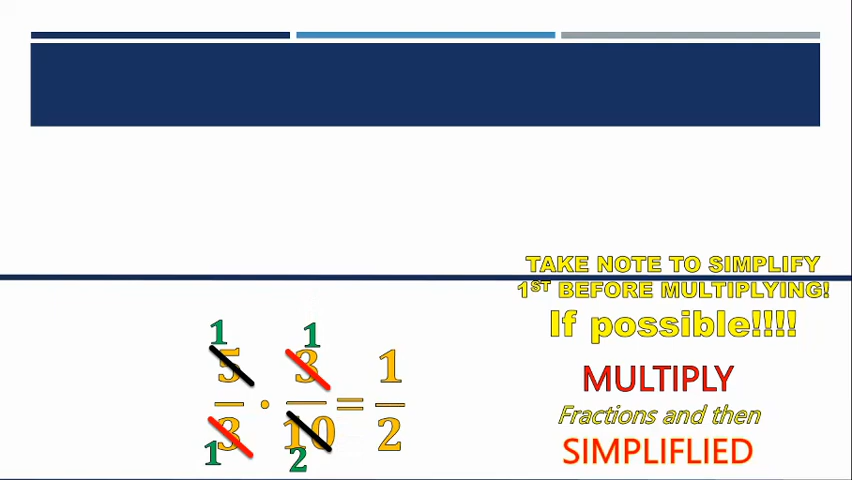 TAKE NOTE TO SIMPLIFY
1ST BEFORE MULTIPLYING!
If possible!!!!
1 1
5 3 1
· =
3 10 2
1 2
MULTIPLY
Fractions and then
SIMPLIFLIED